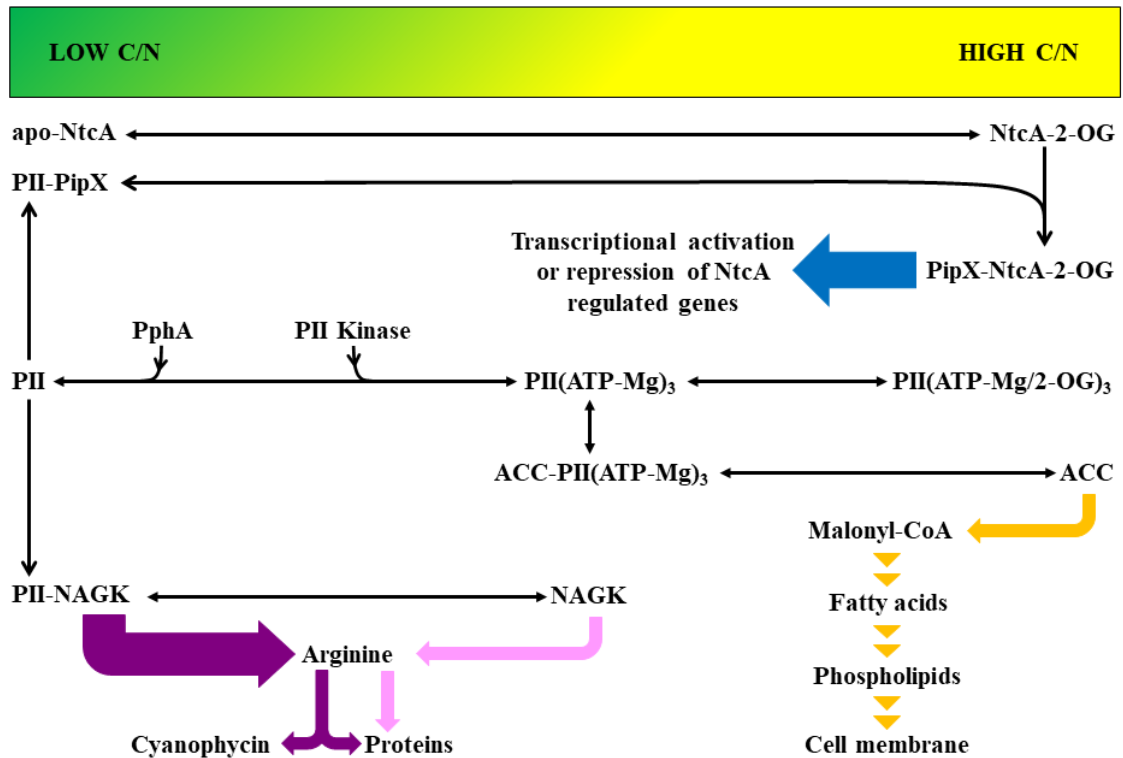 LOW C/N HIGH C/N
apo-NtcA NtcA-2-OG
PII-PipX
Transcriptional activation
or repression of NtcA
regulated genes
PipX-NtcA-2-OG
PphA PII Kinase
PII PII(ATP-Mg)₃ PII(ATP-Mg/2-OG)₃
ACC-PII(ATP-Mg)₃ ACC
Malonyl-CoA
Fatty acids
PII-NAGK NAGK
Arginine
Phospholipids
Cyanophycin Proteins
Cell membrane